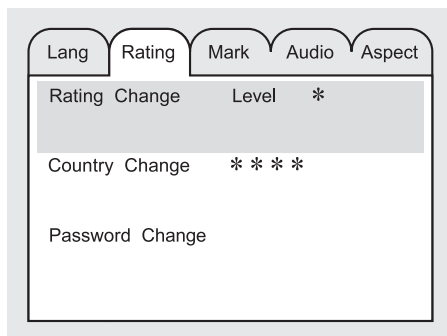 Lang Rating Mark Audio Aspect
Rating Change Level *
Country Change ****
Password Change